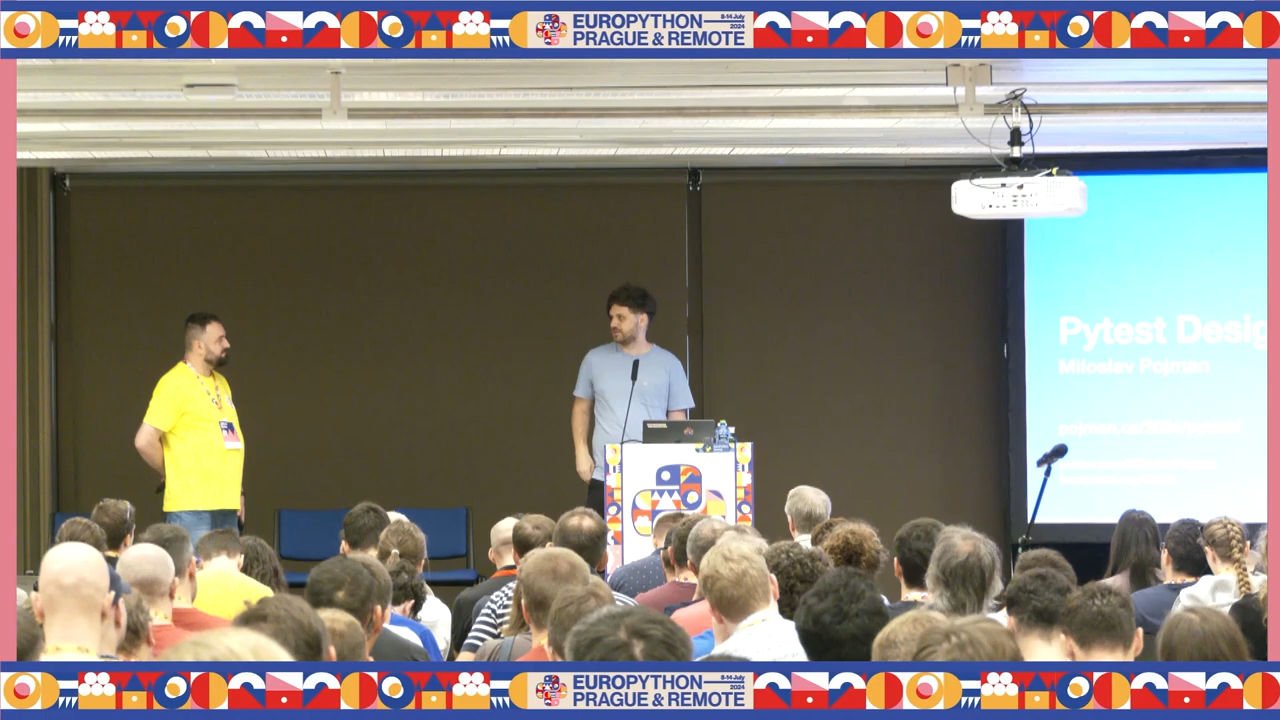 EUROPYTHON
8-14 July
2024
PRAGUE & REMOTE
Pytest Desig
Miloslav Pojman
EUROPYTHON
8-14 July
2024
PRAGUE & REMOTE